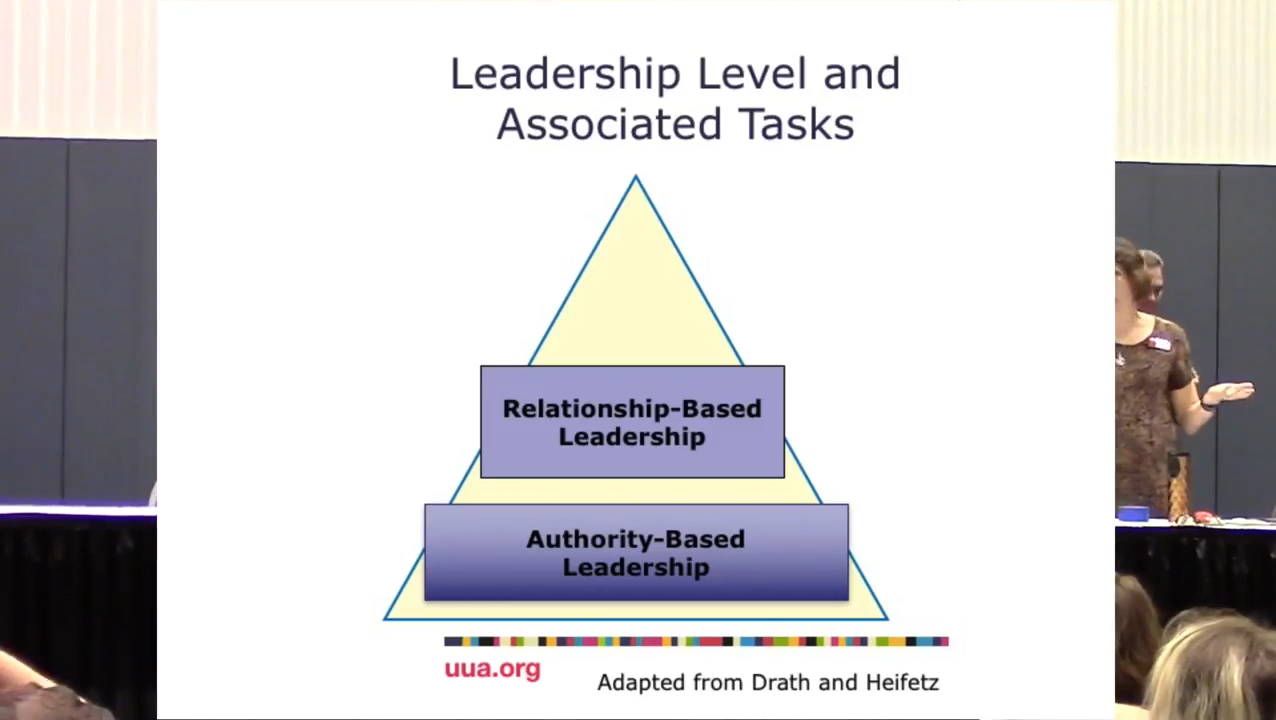 Leadership Level and
Associated Tasks
Relationship-Based
Leadership
Authority-Based
Leadership
uua.org
Adapted from Drath and Heifetz